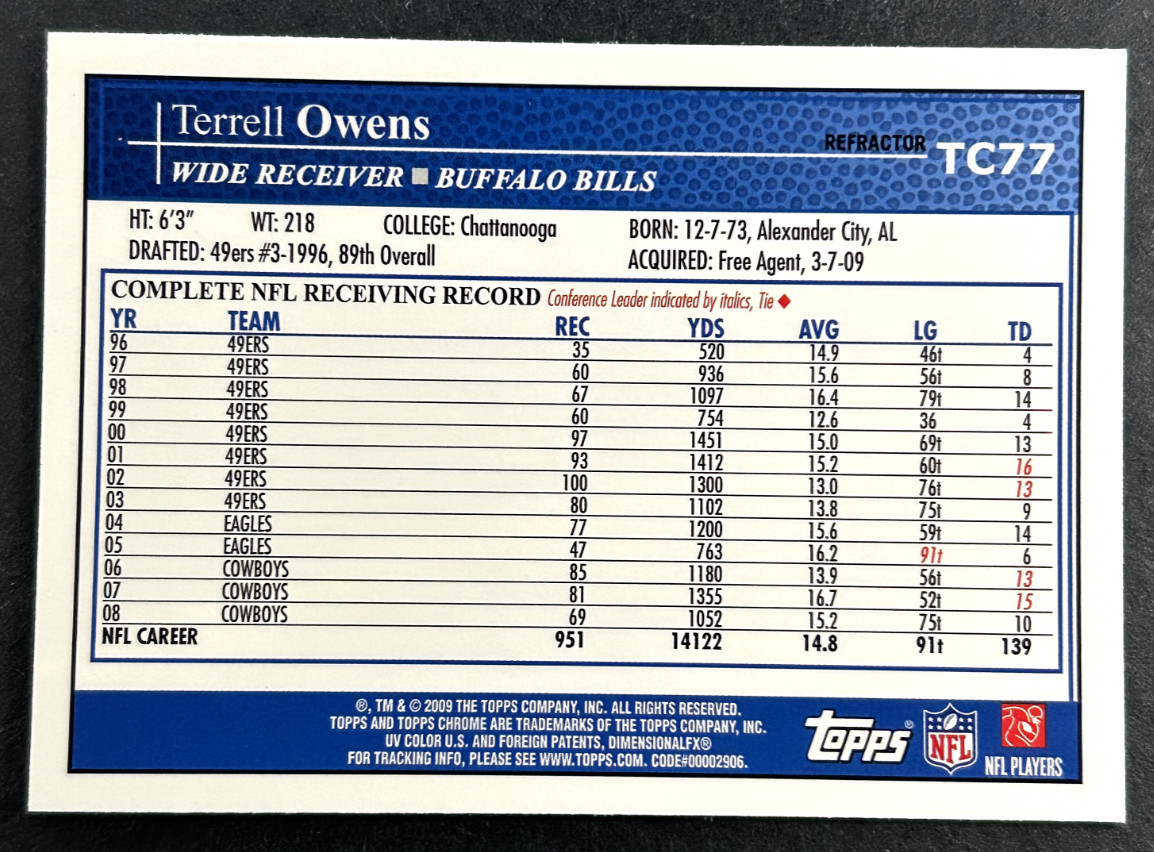 Terrell Owens
REFRACTOR TC77
WIDE RECEIVER ■ BUFFALO BILLS
HT: 6'3" WT: 218 COLLEGE: Chattanooga BORN: 12-7-73, Alexander City, AL
DRAFTED: 49ers #3-1996, 89th Overall ACQUIRED: Free Agent, 3-7-09
COMPLETE NFL RECEIVING RECORD Conference Leader indicated by italics, Tie ◆
YR TEAM REC YDS AVG LG TD
96 49ERS 35 520 14.9 46t 4
97 49ERS 60 936 15.6 56t 8
98 49ERS 67 1097 16.4 79t 14
99 49ERS 60 754 12.6 36 4
00 49ERS 97 1451 15.0 69t 13
01 49ERS 93 1412 15.2 60t 16
02 49ERS 100 1300 13.0 76t 13
03 49ERS 80 1102 13.8 75t 9
04 EAGLES 77 1200 15.6 59t 14
05 EAGLES 47 763 16.2 91t 6
06 COWBOYS 85 1180 13.9 56t 13
07 COWBOYS 81 1355 16.7 52t 15
08 COWBOYS 69 1052 15.2 75t 10
NFL CAREER 951 14122 14.8 91t 139
®, TM & © 2009 THE TOPPS COMPANY, INC. ALL RIGHTS RESERVED.
TOPPS AND TOPPS CHROME ARE TRADEMARKS OF THE TOPPS COMPANY, INC.
UV COLOR U.S. AND FOREIGN PATENTS, DIMENSIONALFX®
FOR TRACKING INFO, PLEASE SEE WWW.TOPPS.COM. CODE#00002906.
topps®
NFL
NFL PLAYERS